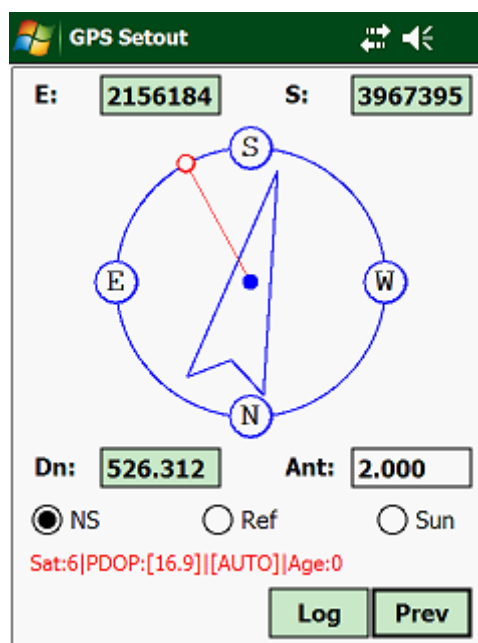 GPS Setout
E: 2156184 S: 3967395
S
E W
N
Dn: 526.312 Ant: 2.000
NS Ref Sun
Sat:6|PDOP:[16.9]|[AUTO]|Age:0
Log Prev